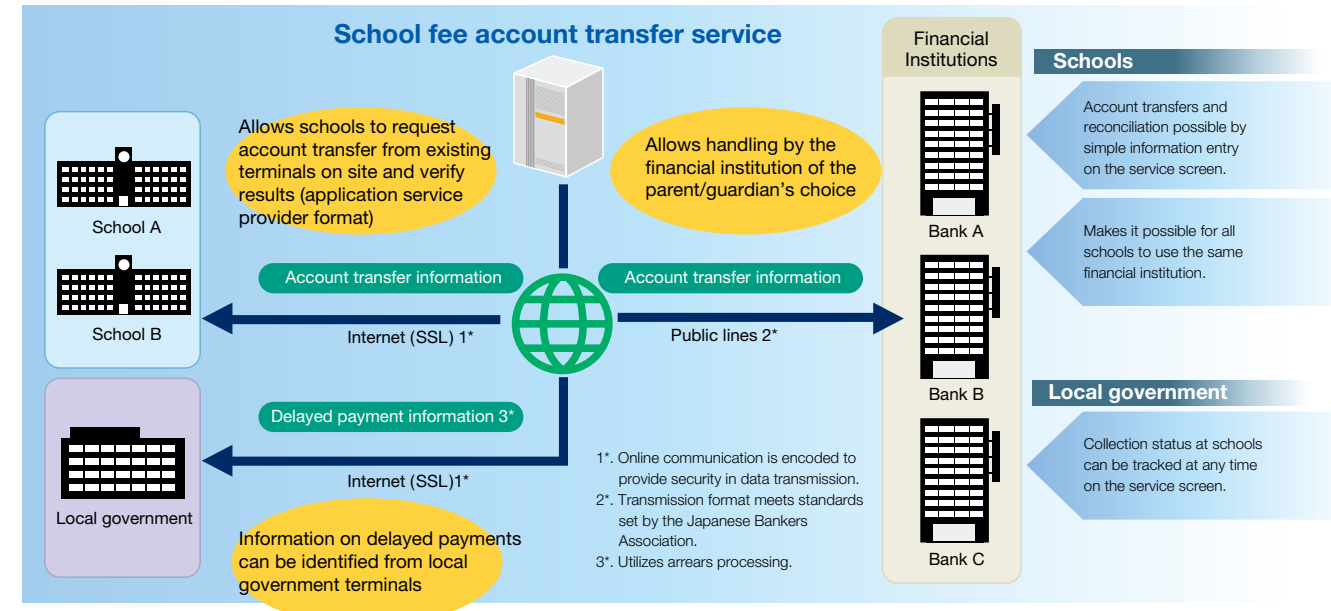 School fee account transfer service
Allows schools to request
account transfer from existing
terminals on site and verify
results (application service
provider format)
Allows handling by the
financial institution of the
parent/guardian's choice
School A
School B
Local government
Account transfer information
Internet (SSL) 1*
Account transfer information
Public lines 2*
Delayed payment information 3*
Internet (SSL)1*
Information on delayed payments
can be identified from local
government terminals
1*. Online communication is encoded to
provide security in data transmission.
2*. Transmission format meets standards
set by the Japanese Bankers
Association.
3*. Utilizes arrears processing.
Financial
Institutions
Bank A
Bank B
Bank C
Schools
Account transfers and
reconciliation possible by
simple information entry
on the service screen.
Makes it possible for all
schools to use the same
financial institution.
Local government
Collection status at schools
can be tracked at any time
on the service screen.